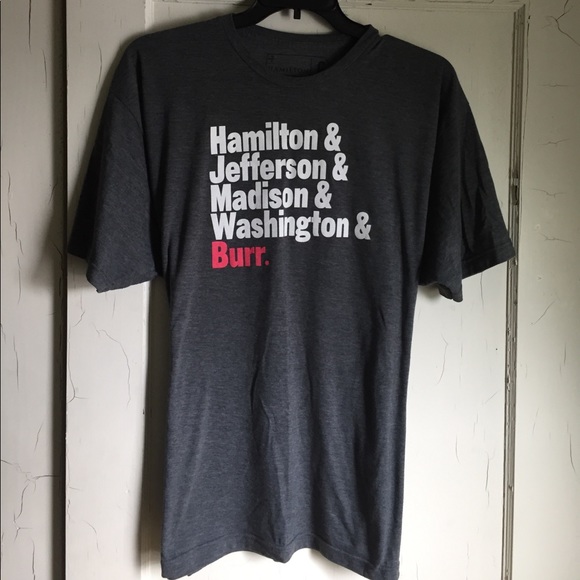 Hamilton &
Jefferson &
Madison &
Washington &
Burr.